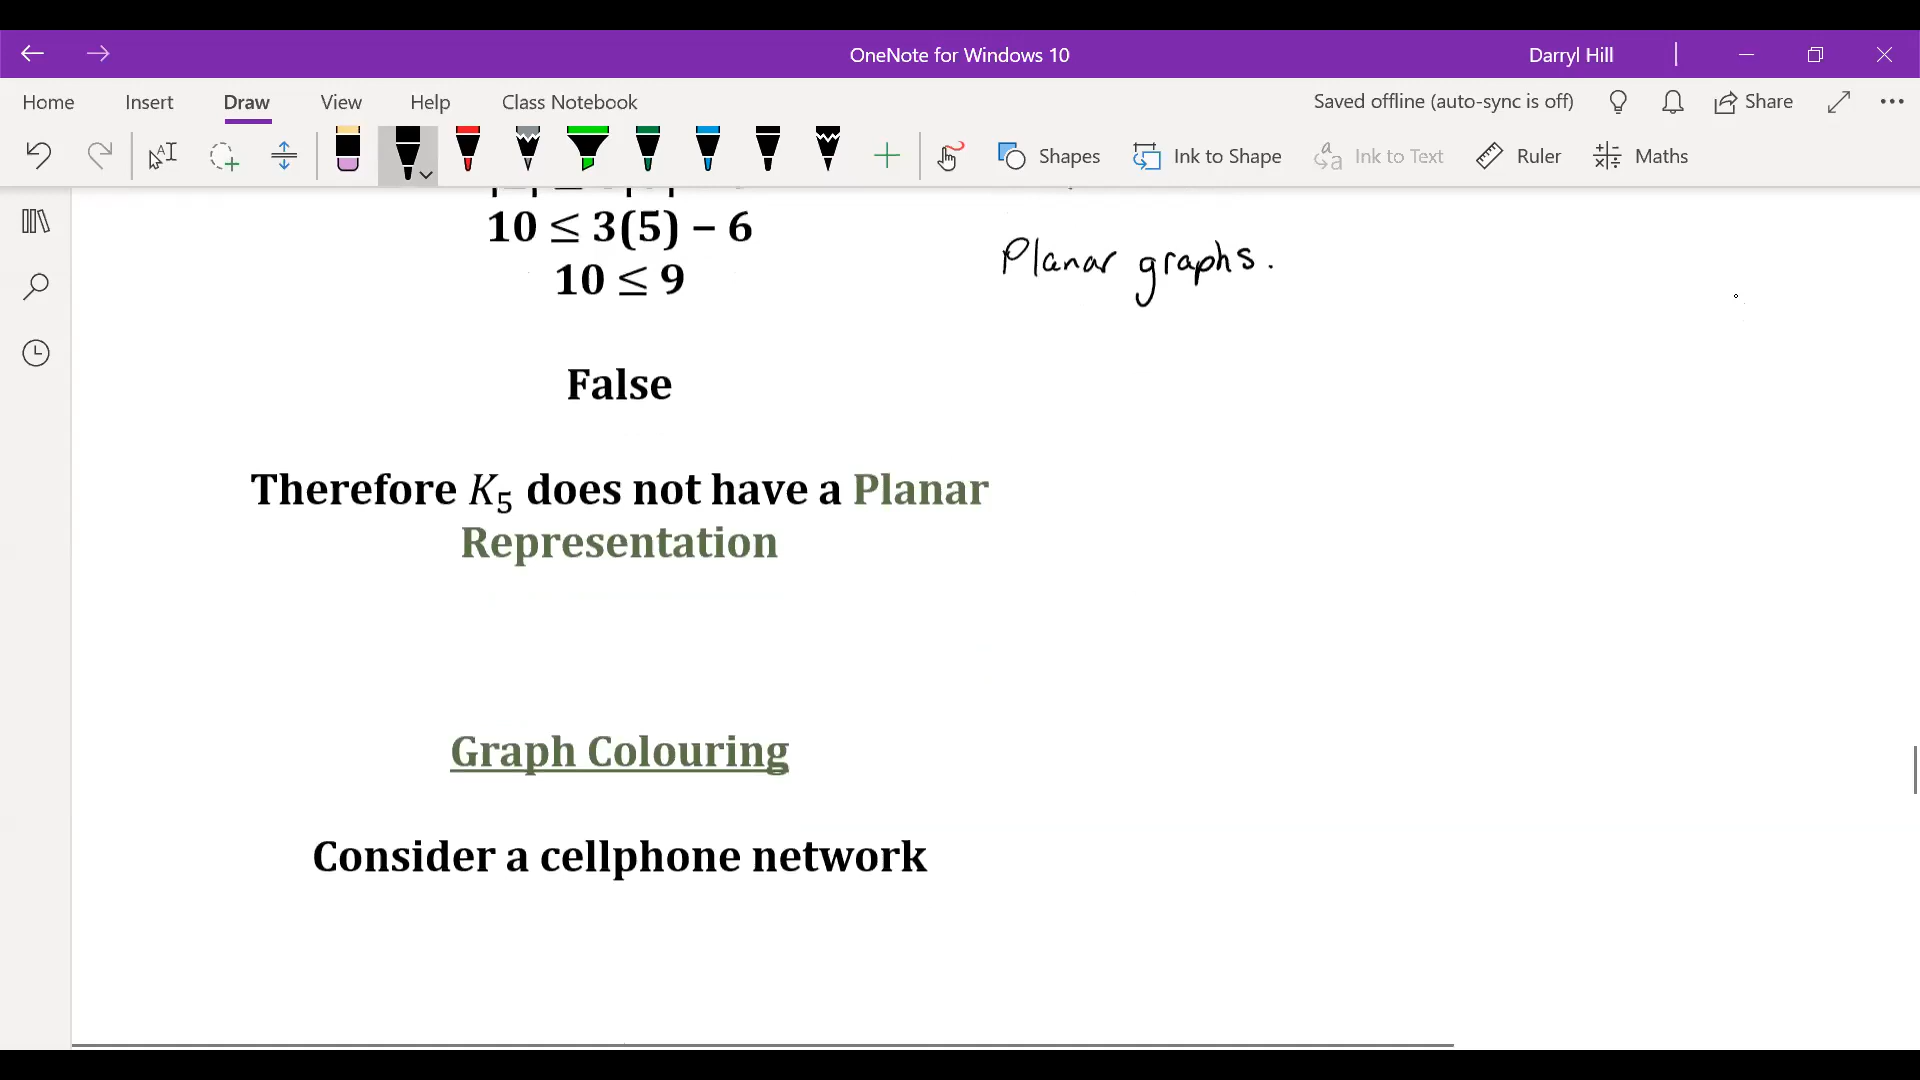 OneNote for Windows 10
Darryl Hill
Home Insert Draw View Help Class Notebook
Saved offline (auto-sync is off) Share
Shapes Ink to Shape Ink to Text Ruler Maths
10 ≤ 3(5) − 6
Planar graphs.
10 ≤ 9
False
Therefore K₅ does not have a Planar
Representation
Graph Colouring
Consider a cellphone network